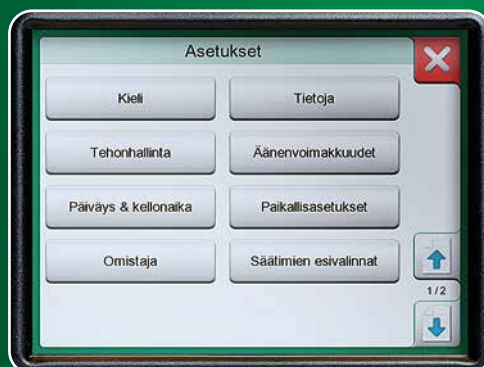 Asetukset
Kieli
Tietoja
Tehonhallinta
Äänenvoimakkuudet
Päiväys & kellonaika
Paikallisasetukset
Omistaja
Säätimien esivalinnat
1/2